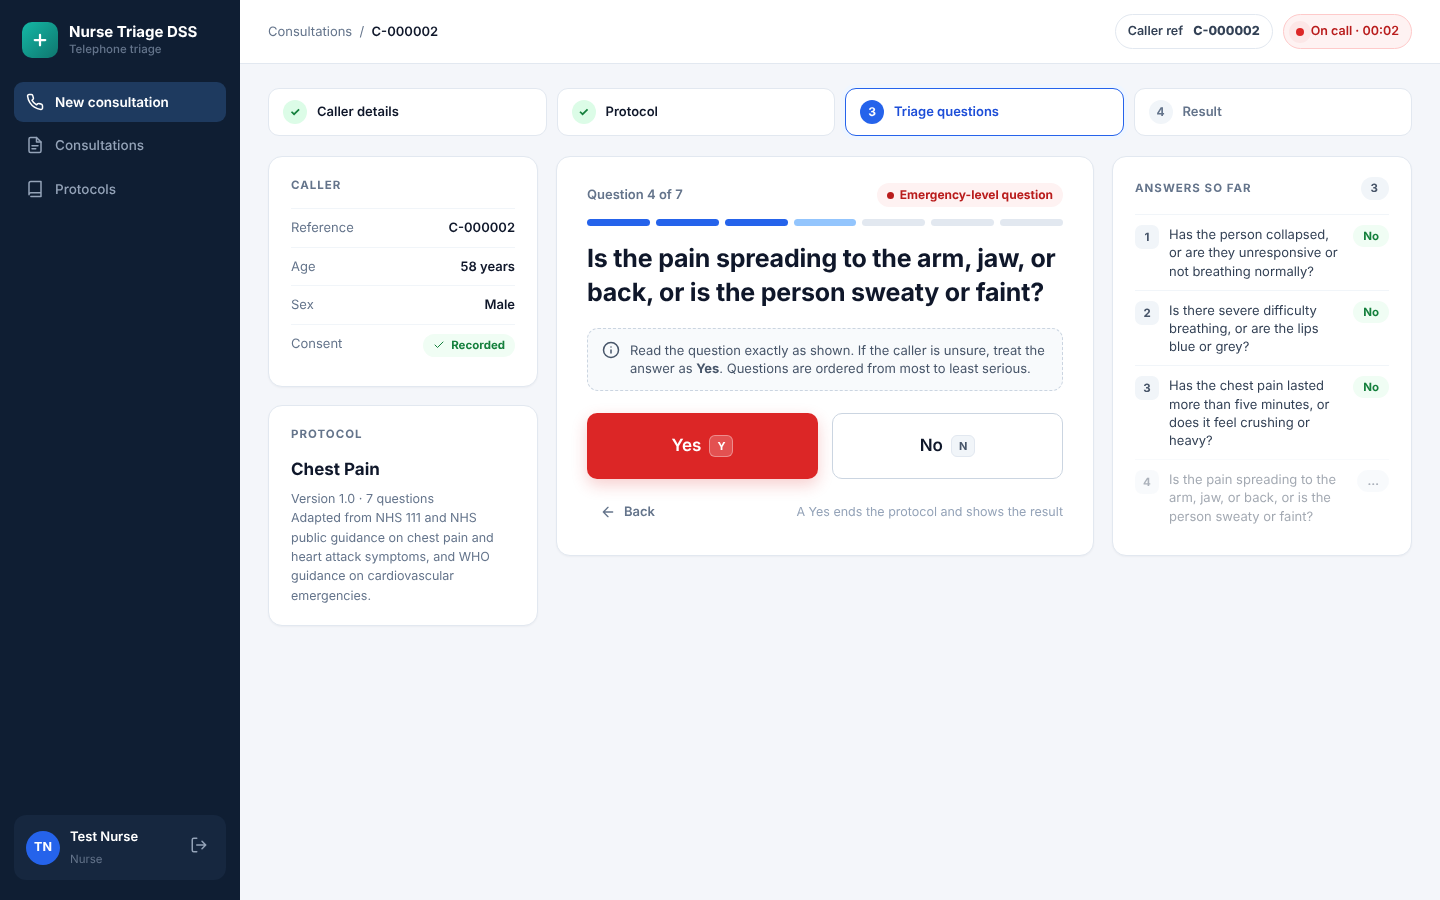 Nurse Triage DSS
Telephone triage
New consultation
Consultations
Protocols
TN
Test Nurse
Nurse
Consultations / C-000002
Caller ref C-000002
On call · 00:02
Caller details
Protocol
3 Triage questions
4 Result
CALLER
Reference C-000002
Age 58 years
Sex Male
Consent Recorded
PROTOCOL
Chest Pain
Version 1.0 · 7 questions
Adapted from NHS 111 and NHS
public guidance on chest pain and
heart attack symptoms, and WHO
guidance on cardiovascular
emergencies.
Question 4 of 7
Emergency-level question
Is the pain spreading to the arm, jaw, or
back, or is the person sweaty or faint?
Read the question exactly as shown. If the caller is unsure, treat the
answer as Yes. Questions are ordered from most to least serious.
Yes Y
No N
Back
A Yes ends the protocol and shows the result
ANSWERS SO FAR 3
1 Has the person collapsed, No
or are they unresponsive or
not breathing normally?
2 Is there severe difficulty No
breathing, or are the lips
blue or grey?
3 Has the chest pain lasted No
more than five minutes, or
does it feel crushing or
heavy?
4 Is the pain spreading to the ...
arm, jaw, or back, or is the
person sweaty or faint?